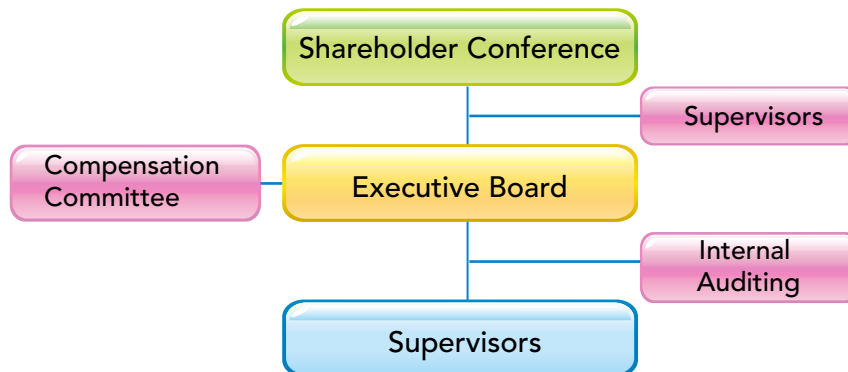 Shareholder Conference
Supervisors
Compensation
Committee
Executive Board
Internal
Auditing
Supervisors